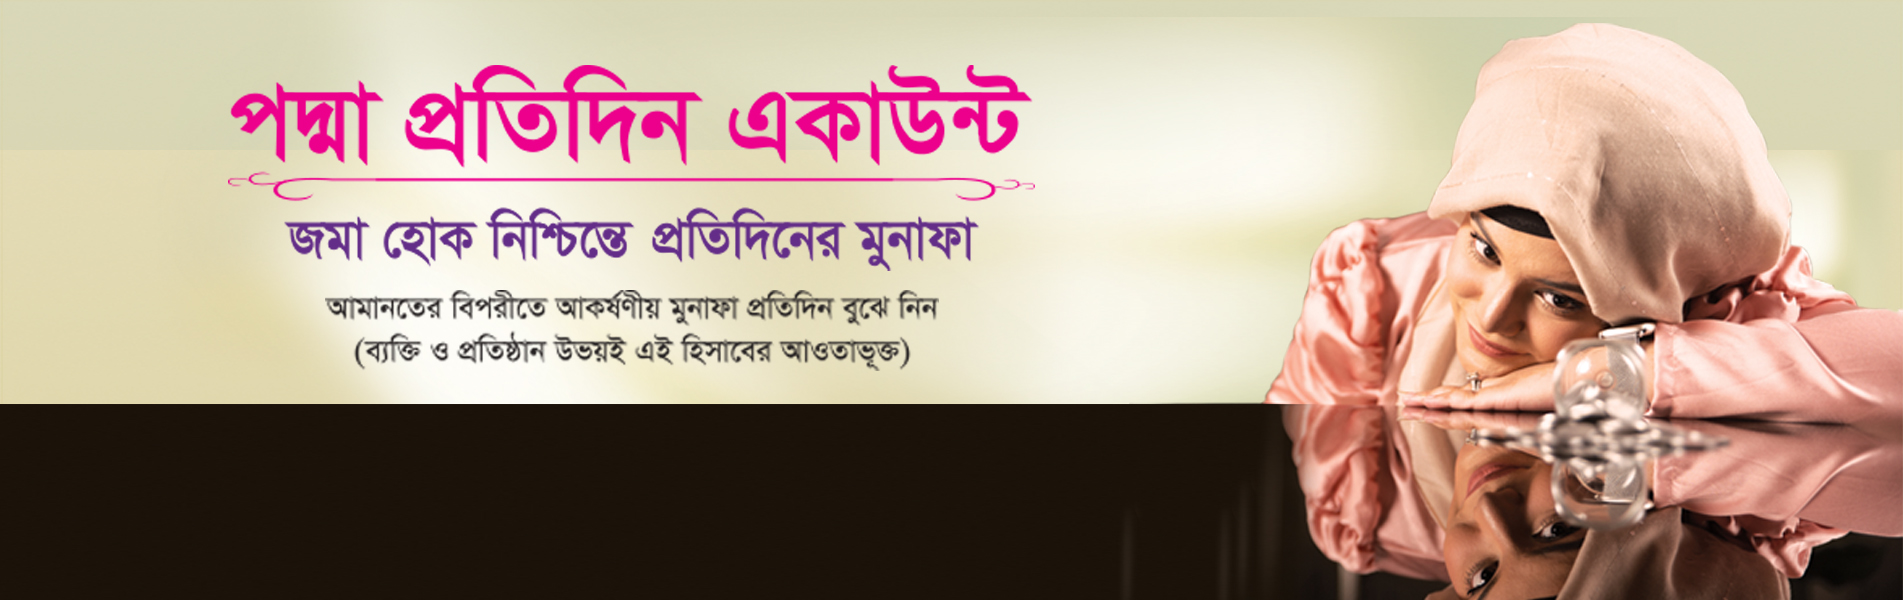 পদ্মা প্রতিদিন একাউন্ট
জমা হোক নিশ্চিন্তে প্রতিদিনের মুনাফা
আমানতের বিপরীতে আকর্ষণীয় মুনাফা প্রতিদিন বুঝে নিন
(ব্যক্তি ও প্রতিষ্ঠান উভয়ই এই হিসাবের আওতাভূক্ত)